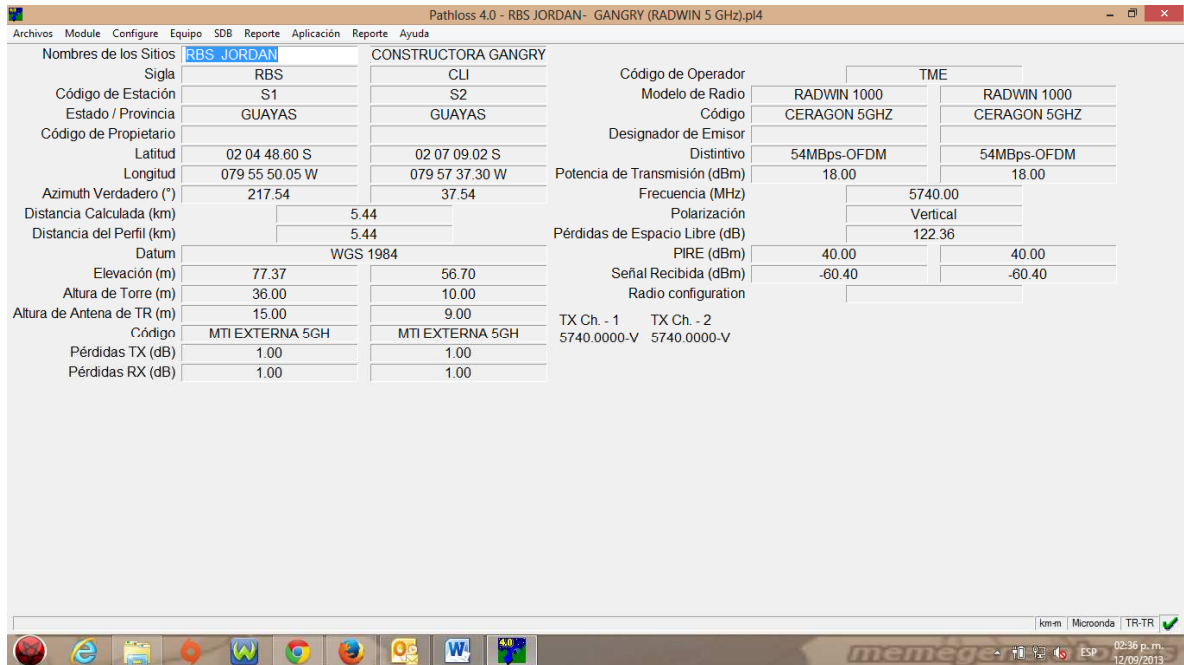 Pathloss 4.0 - RBS JORDAN- GANGRY (RADWIN 5 GHz).pl4
Archivos Module Configure Equipo SDB Reporte Aplicación Reporte Ayuda
Nombres de los Sitios RBS JORDAN CONSTRUCTORA GANGRY
Sigla RBS CLI Código de Operador TME
Código de Estación S1 S2 Modelo de Radio RADWIN 1000 RADWIN 1000
Estado / Provincia GUAYAS GUAYAS Código CERAGON 5GHZ CERAGON 5GHZ
Código de Propietario Designador de Emisor
Latitud 02 04 48.60 S 02 07 09.02 S Distintivo 54MBps-OFDM 54MBps-OFDM
Longitud 079 55 50.05 W 079 57 37.30 W Potencia de Transmisión (dBm) 18.00 18.00
Azimuth Verdadero (°) 217.54 37.54 Frecuencia (MHz) 5740.00
Distancia Calculada (km) 5.44 Polarización Vertical
Distancia del Perfil (km) 5.44 Pérdidas de Espacio Libre (dB) 122.36
Datum WGS 1984 PIRE (dBm) 40.00 40.00
Elevación (m) 77.37 56.70 Señal Recibida (dBm) -60.40 -60.40
Altura de Torre (m) 36.00 10.00 Radio configuration
Altura de Antena de TR (m) 15.00 9.00 TX Ch. - 1 TX Ch. - 2
Código MTI EXTERNA 5GH MTI EXTERNA 5GH 5740.0000-V 5740.0000-V
Pérdidas TX (dB) 1.00 1.00
Pérdidas RX (dB) 1.00 1.00
km-m Microonda TR-TR
4.0
ESP 02:36 p. m.
12/09/2013